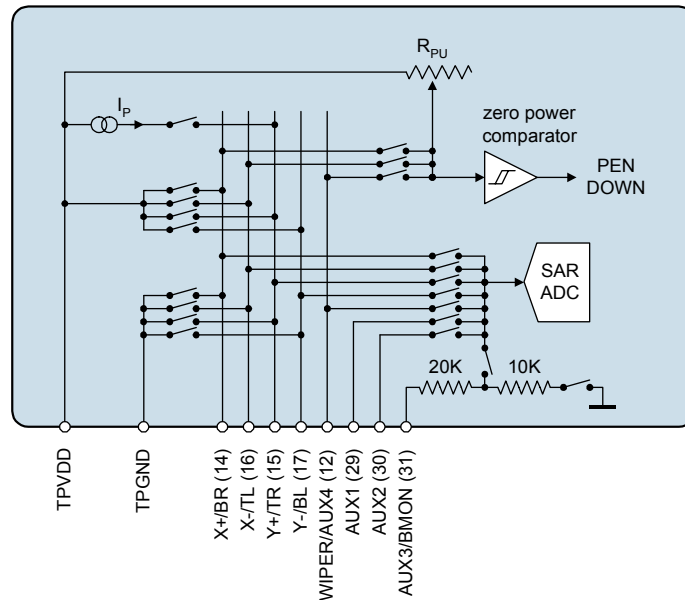 R_PU
I_P
zero power
comparator
PEN
DOWN
SAR
ADC
20K
10K
TPVDD
TPGND
X+/BR (14)
X-/TL (16)
Y+/TR (15)
Y-/BL (17)
WIPER/AUX4 (12)
AUX1 (29)
AUX2 (30)
AUX3/BMON (31)